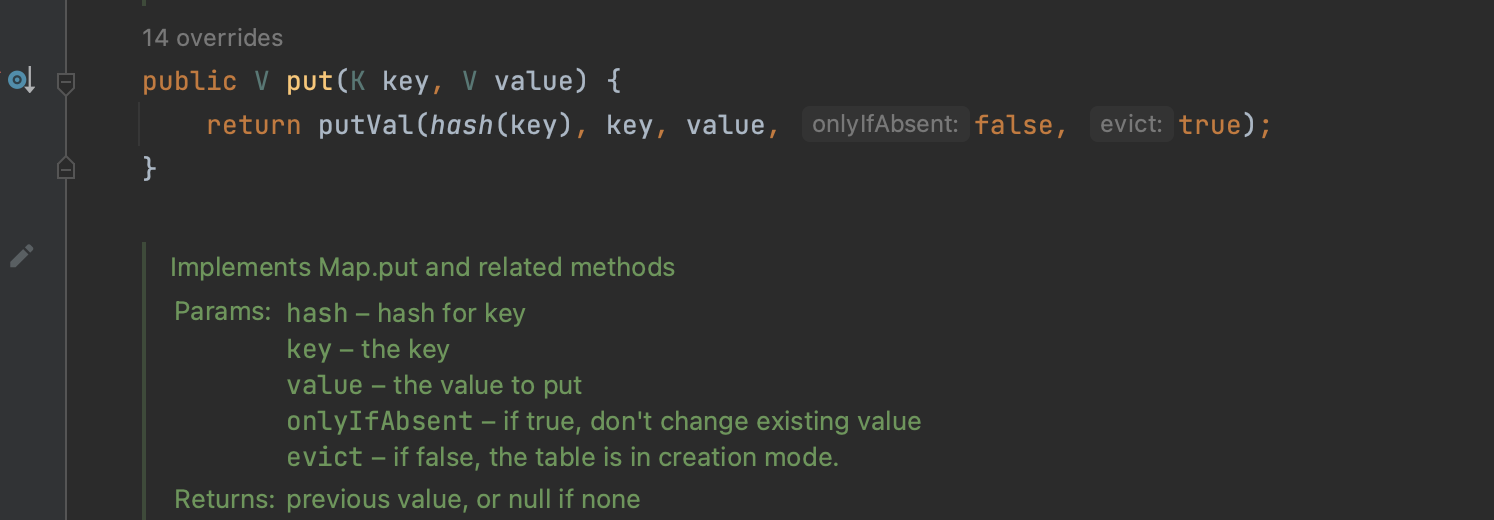 14 overrides
public V put(K key, V value) {
return putVal(hash(key), key, value, onlyIfAbsent: false, evict: true);
}
Implements Map.put and related methods
Params: hash – hash for key
key – the key
value – the value to put
onlyIfAbsent – if true, don't change existing value
evict – if false, the table is in creation mode.
Returns: previous value, or null if none